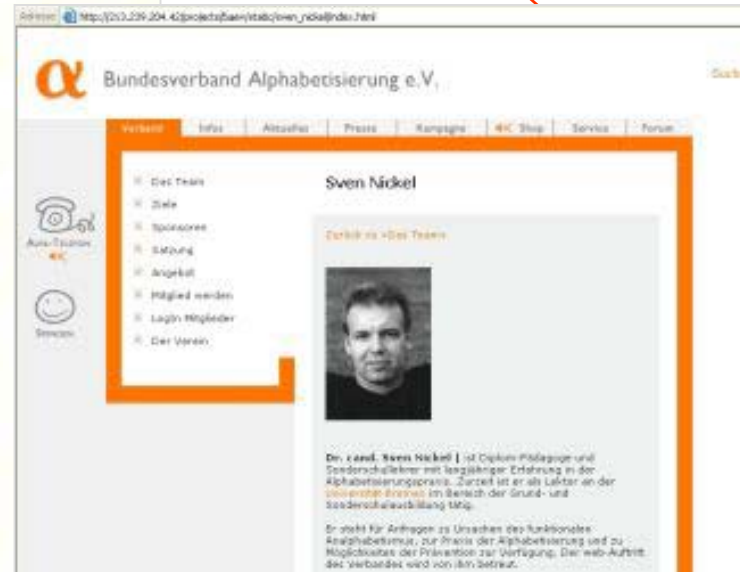 http://213.239.204.42/projects/baev/static/sven_nickel/index.html
α Bundesverband Alphabetisierung e.V.
Verband Infos Aktuelles Presse Kampagne Shop Service Forum
Das Team
Ziele
Sponsoren
Satzung
Angebot
Mitglied werden
LogIn Mitglieder
Der Verein
Alfa-Telefon
Spenden
Sven Nickel
Zurück zu »Das Team«
Dr. cand. Sven Nickel | ist Diplom-Pädagoge und
Sonderschullehrer mit langjähriger Erfahrung in der
Alphabetisierungspraxis. Zurzeit ist er als Lektor an der
Universität Bremen im Bereich der Grund- und
Sonderschulausbildung tätig.
Er steht für Anfragen zu Ursachen des funktionalen
Analphabetismus, zur Praxis der Alphabetisierung und zu
Möglichkeiten der Prävention zur Verfügung. Der web-Auftritt
des Verbandes wird von ihm betreut.